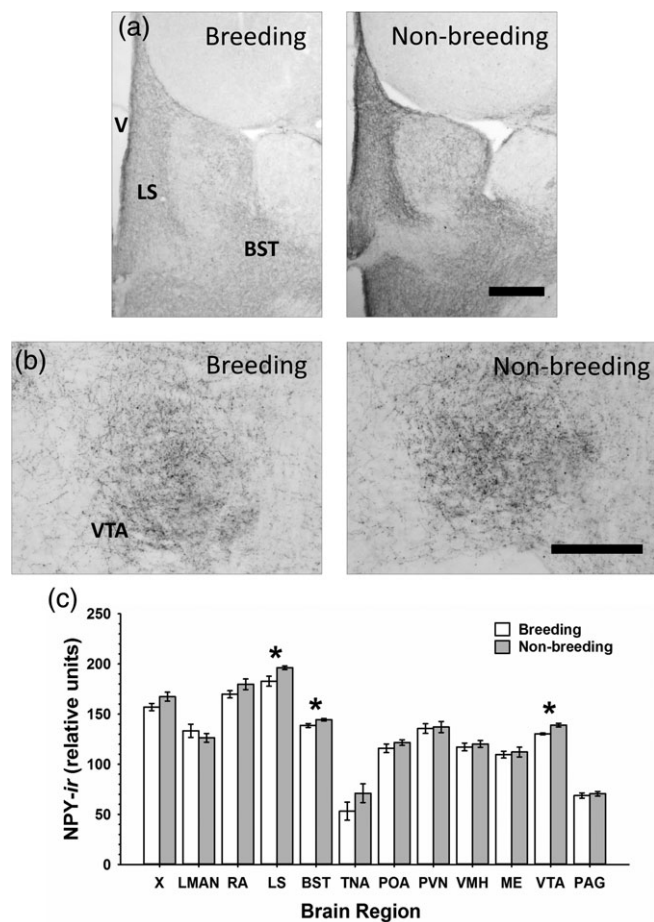 (a)
Breeding
Non-breeding
V
LS
BST
(b)
Breeding
Non-breeding
VTA
(c)
250
200
150
100
50
0
NPY-ir (relative units)
Breeding
Non-breeding
*
*
*
X LMAN RA LS BST TNA POA PVN VMH ME VTA PAG
Brain Region